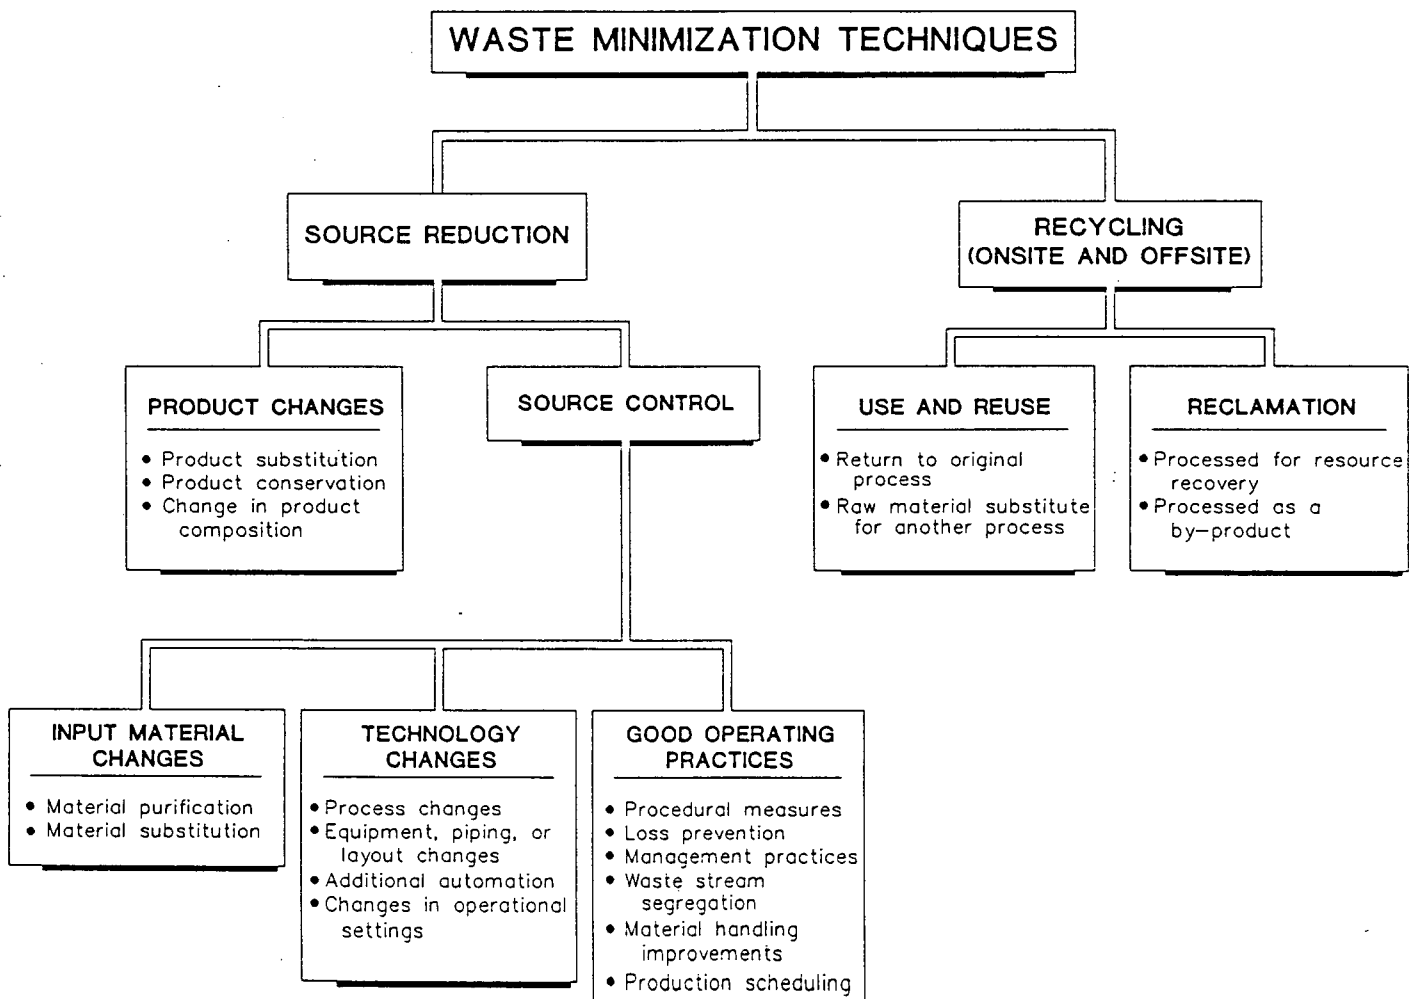 WASTE MINIMIZATION TECHNIQUES
SOURCE REDUCTION
RECYCLING
(ONSITE AND OFFSITE)
PRODUCT CHANGES
• Product substitution
• Product conservation
• Change in product
composition
SOURCE CONTROL
USE AND REUSE
• Return to original
process
• Raw material substitute
for another process
RECLAMATION
• Processed for resource
recovery
• Processed as a
by-product
INPUT MATERIAL
CHANGES
• Material purification
• Material substitution
TECHNOLOGY
CHANGES
• Process changes
• Equipment, piping, or
layout changes
• Additional automation
• Changes in operational
settings
GOOD OPERATING
PRACTICES
• Procedural measures
• Loss prevention
• Management practices
• Waste stream
segregation
• Material handling
improvements
• Production scheduling